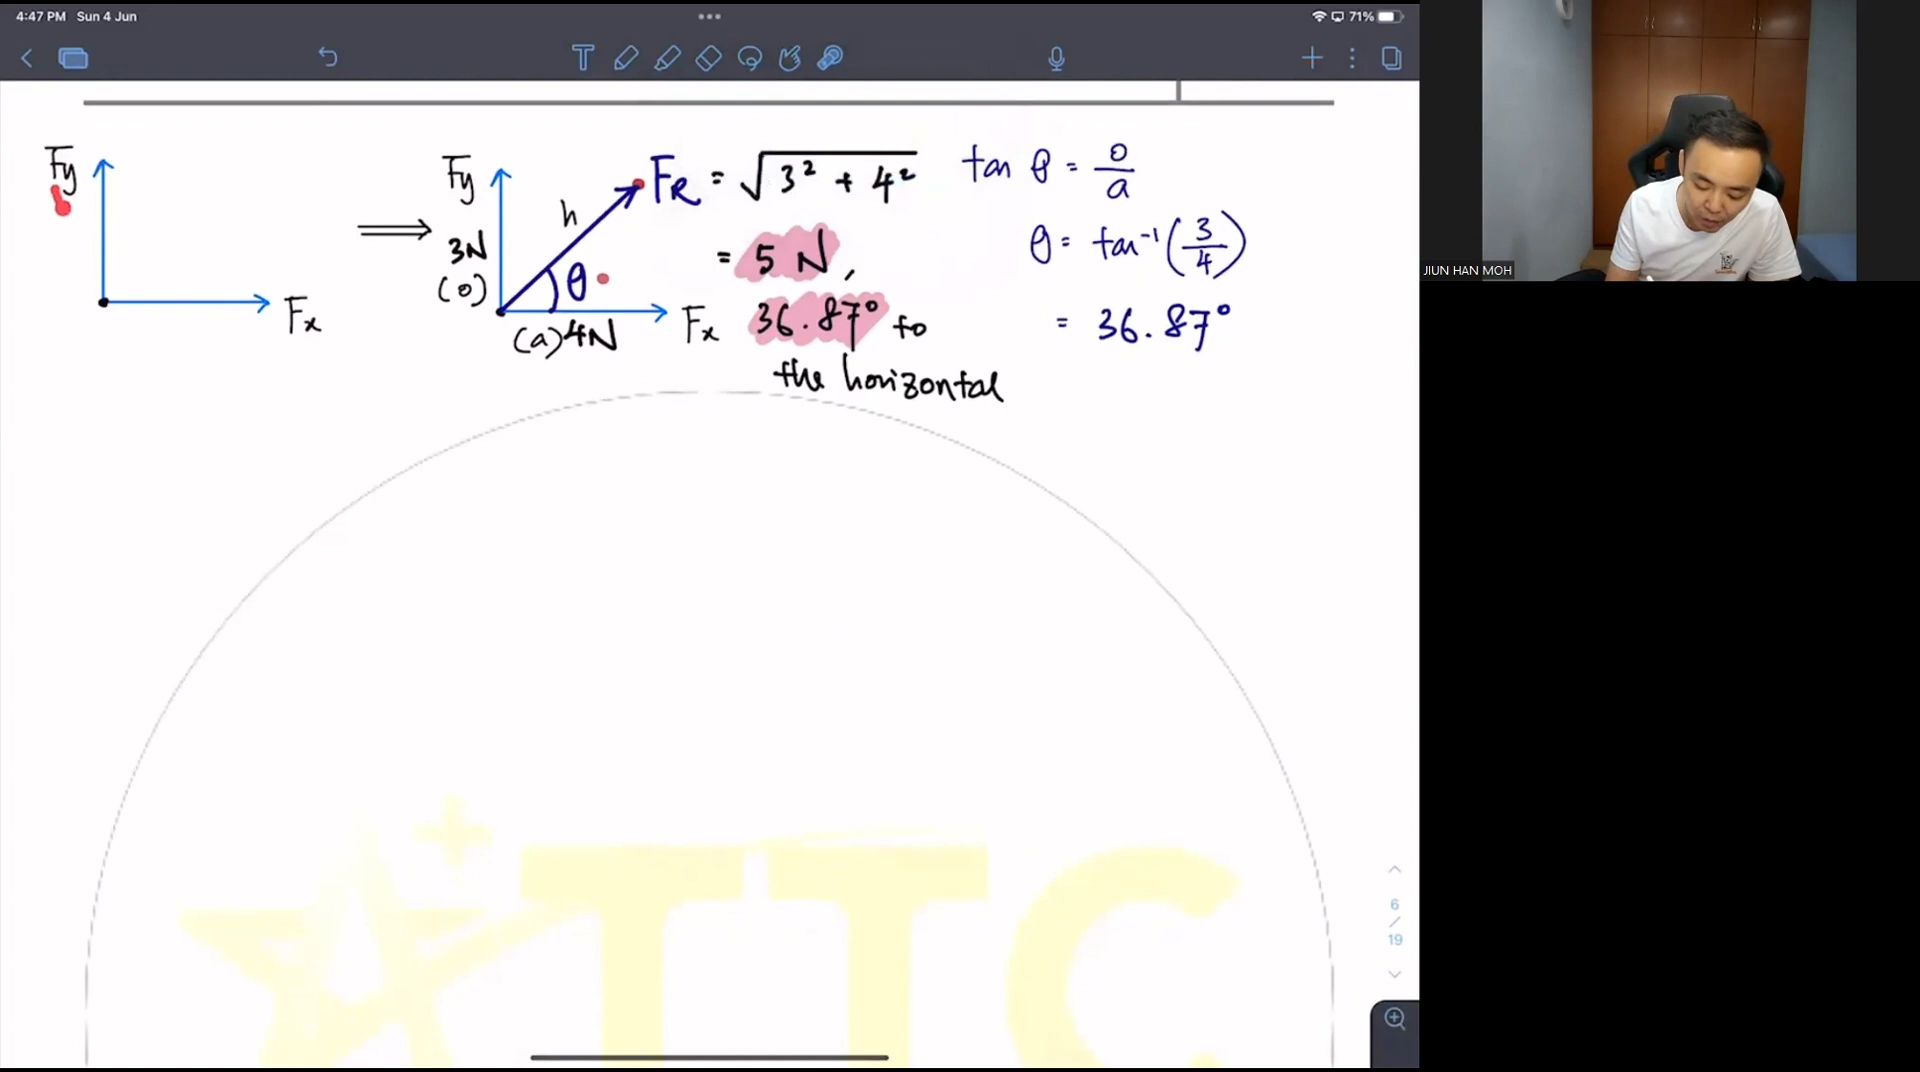 4:47 PM Sun 4 Jun
71%
T
Fy
Fx
Fy
3N
(o)
h
θ
(a) 4N
Fx
FR = √3² + 4²
= 5 N,
36.87° to
the horizontal
tan θ = o/a
θ = tan⁻¹ (3/4)
= 36.87°
TTC
6
/
19
JIUN HAN MOH